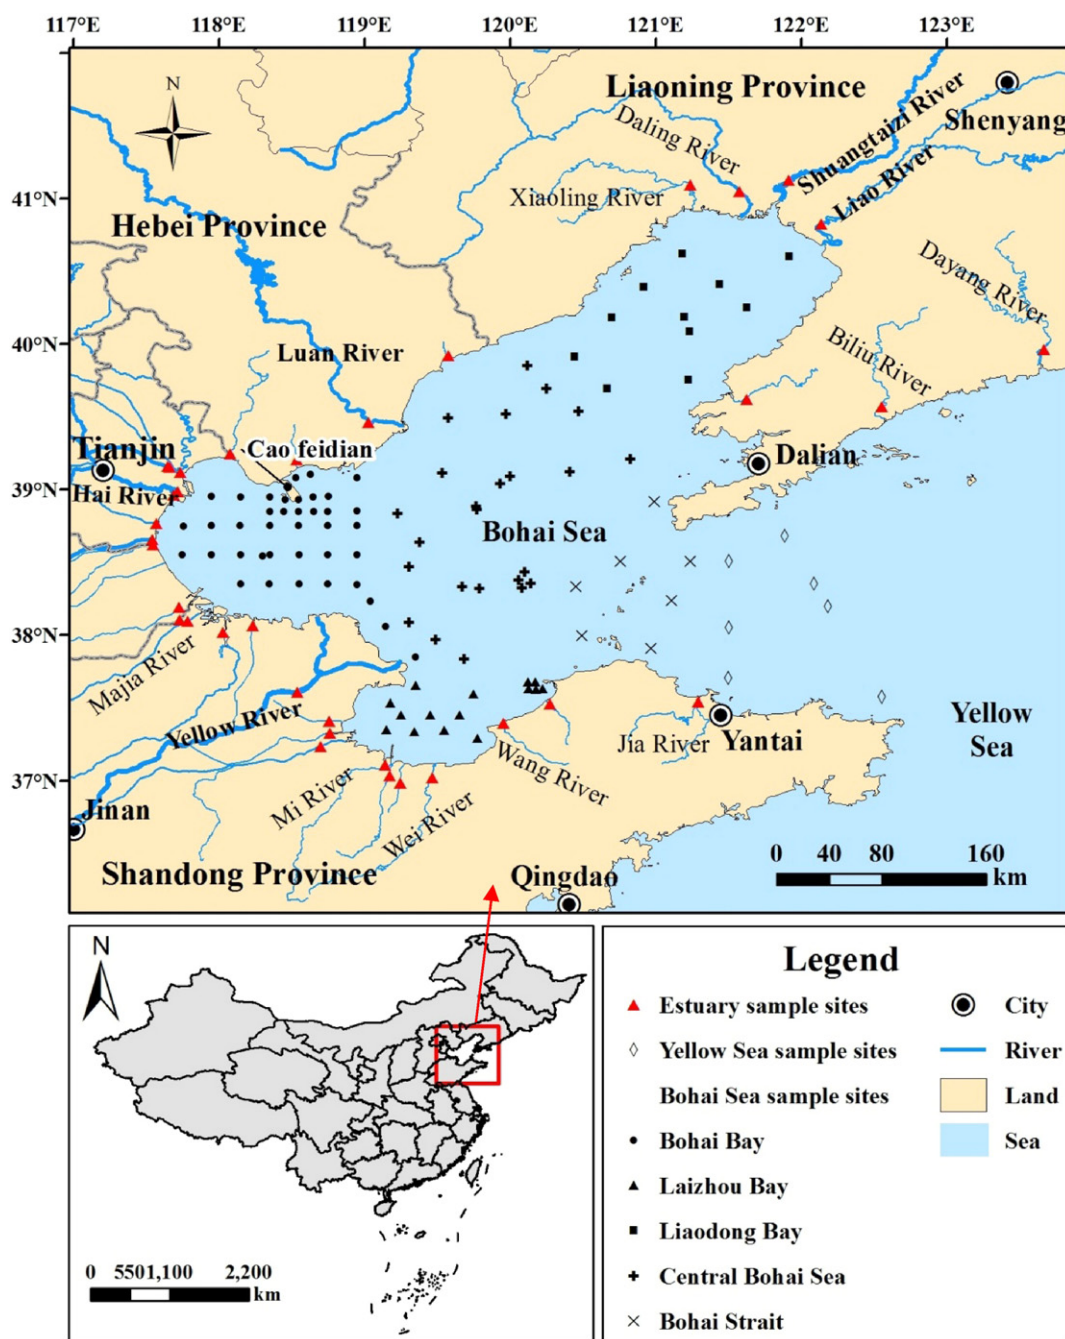 117°E
118°E
119°E
120°E
121°E
122°E
123°E
N
Liaoning Province
Daling River
Shuangtaizi River
Shenyang
41°N
Xiaoling River
Liao River
Hebei Province
Dayang River
40°N
Luan River
Biliu River
Tianjin
Cao feidian
Dalian
39°N
Hai River
Bohai Sea
38°N
Majia River
Yellow River
Yellow
Sea
Jia River
Yantai
37°N
Wang River
Mi River
Jinan
Wei River
0 40 80 160
km
Shandong Province
Qingdao
N
0 5501,100 2,200
km
Legend
Estuary sample sites
City
Yellow Sea sample sites
River
Bohai Sea sample sites
Land
Bohai Bay
Sea
Laizhou Bay
Liaodong Bay
Central Bohai Sea
Bohai Strait